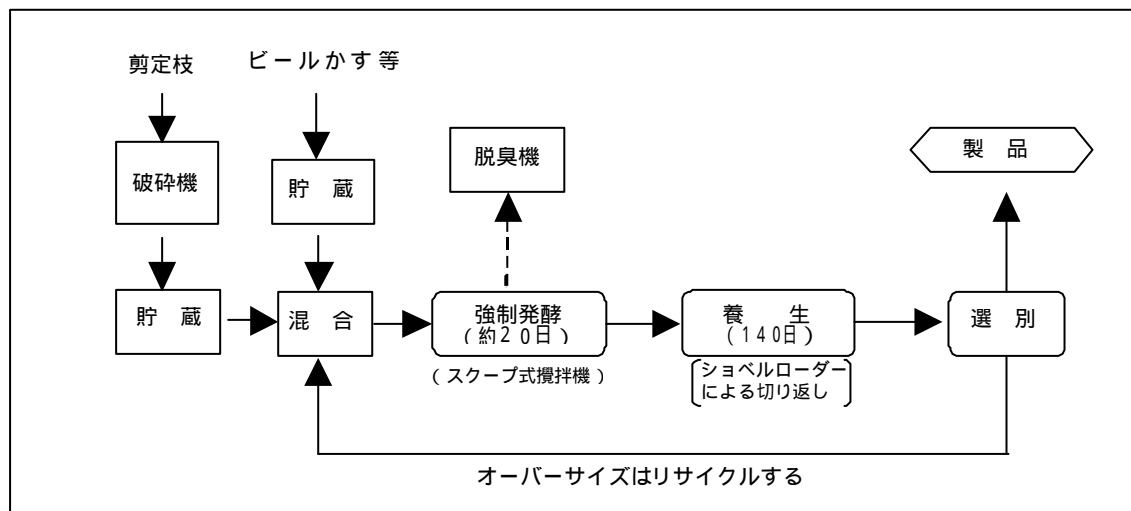 剪定枝
ビールかす等
破砕機
貯 蔵
脱臭機
製 品
貯 蔵
混 合
強制発酵
(約20日)
(スクープ式攪拌機)
養 生
(140日)
ショベルローダー
による切り返し
選 別
オーバーサイズはリサイクルする